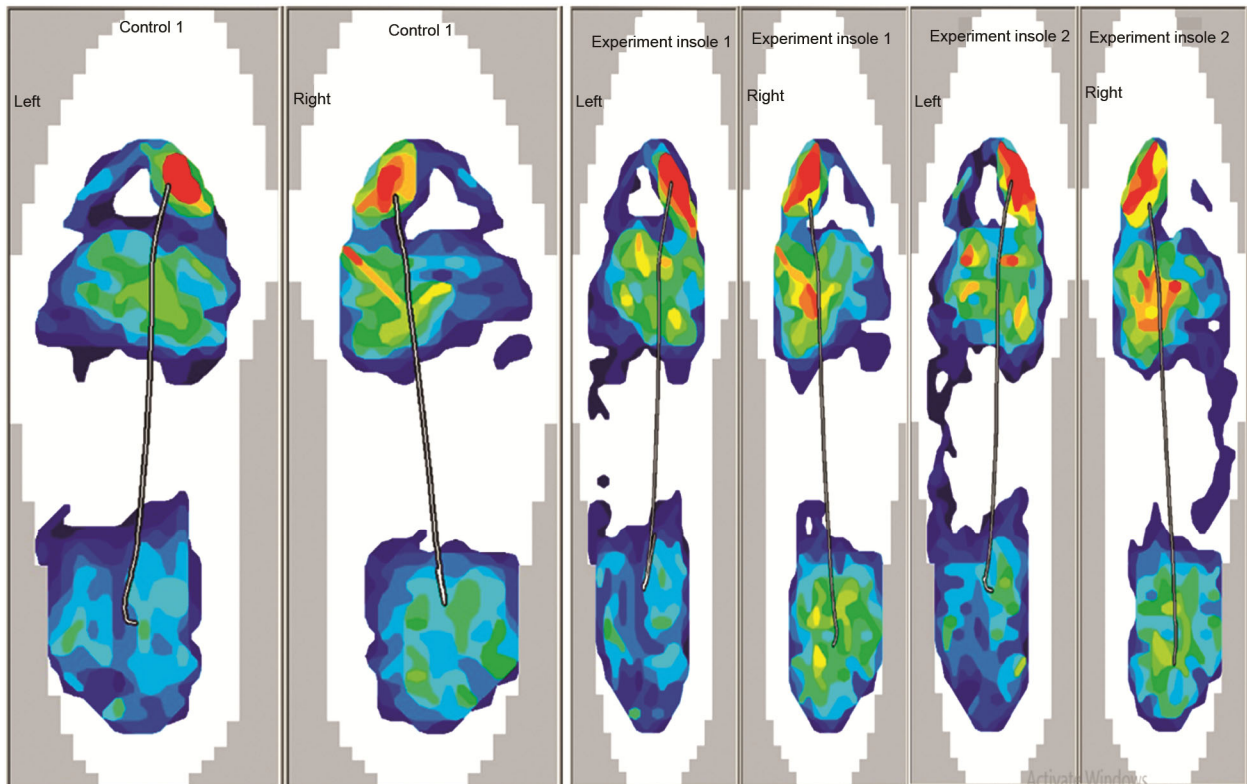 Control 1
Control 1
Experiment insole 1
Experiment insole 1
Experiment insole 2
Experiment insole 2
Left
Right
Left
Right
Left
Right
Activate Windows